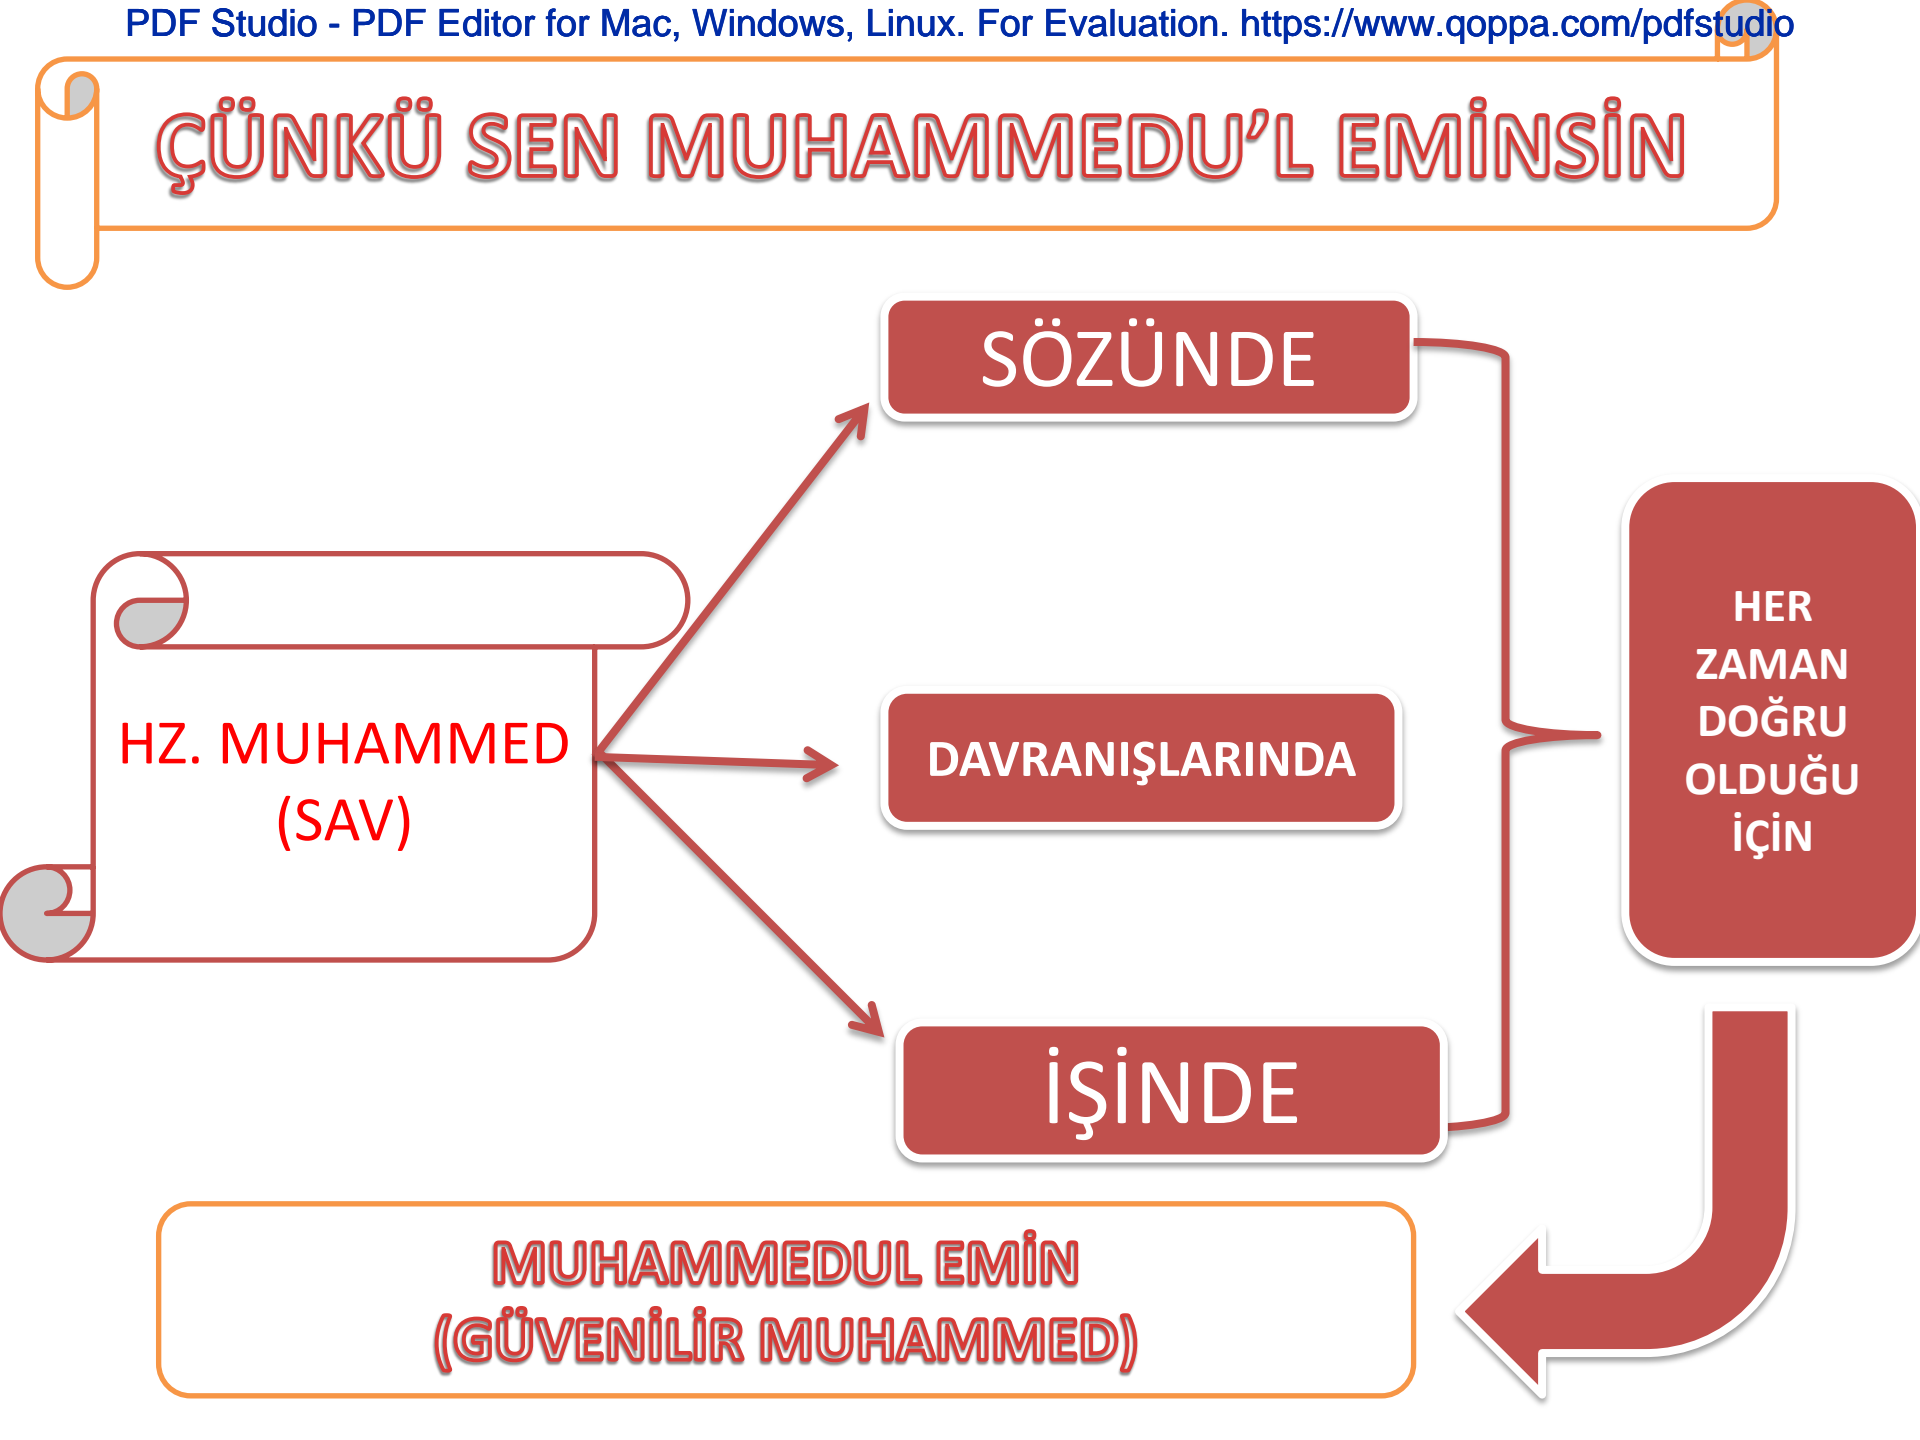 PDF Studio - PDF Editor for Mac, Windows, Linux. For Evaluation. https://www.qoppa.com/pdfstudio
ÇÜNKÜ SEN MUHAMMEDU’L EMİNSİN
SÖZÜNDE
HZ. MUHAMMED
(SAV)
DAVRANIŞLARINDA
İŞİNDE
HER
ZAMAN
DOĞRU
OLDUĞU
İÇİN
MUHAMMEDUL EMİN
(GÜVENİLİR MUHAMMED)